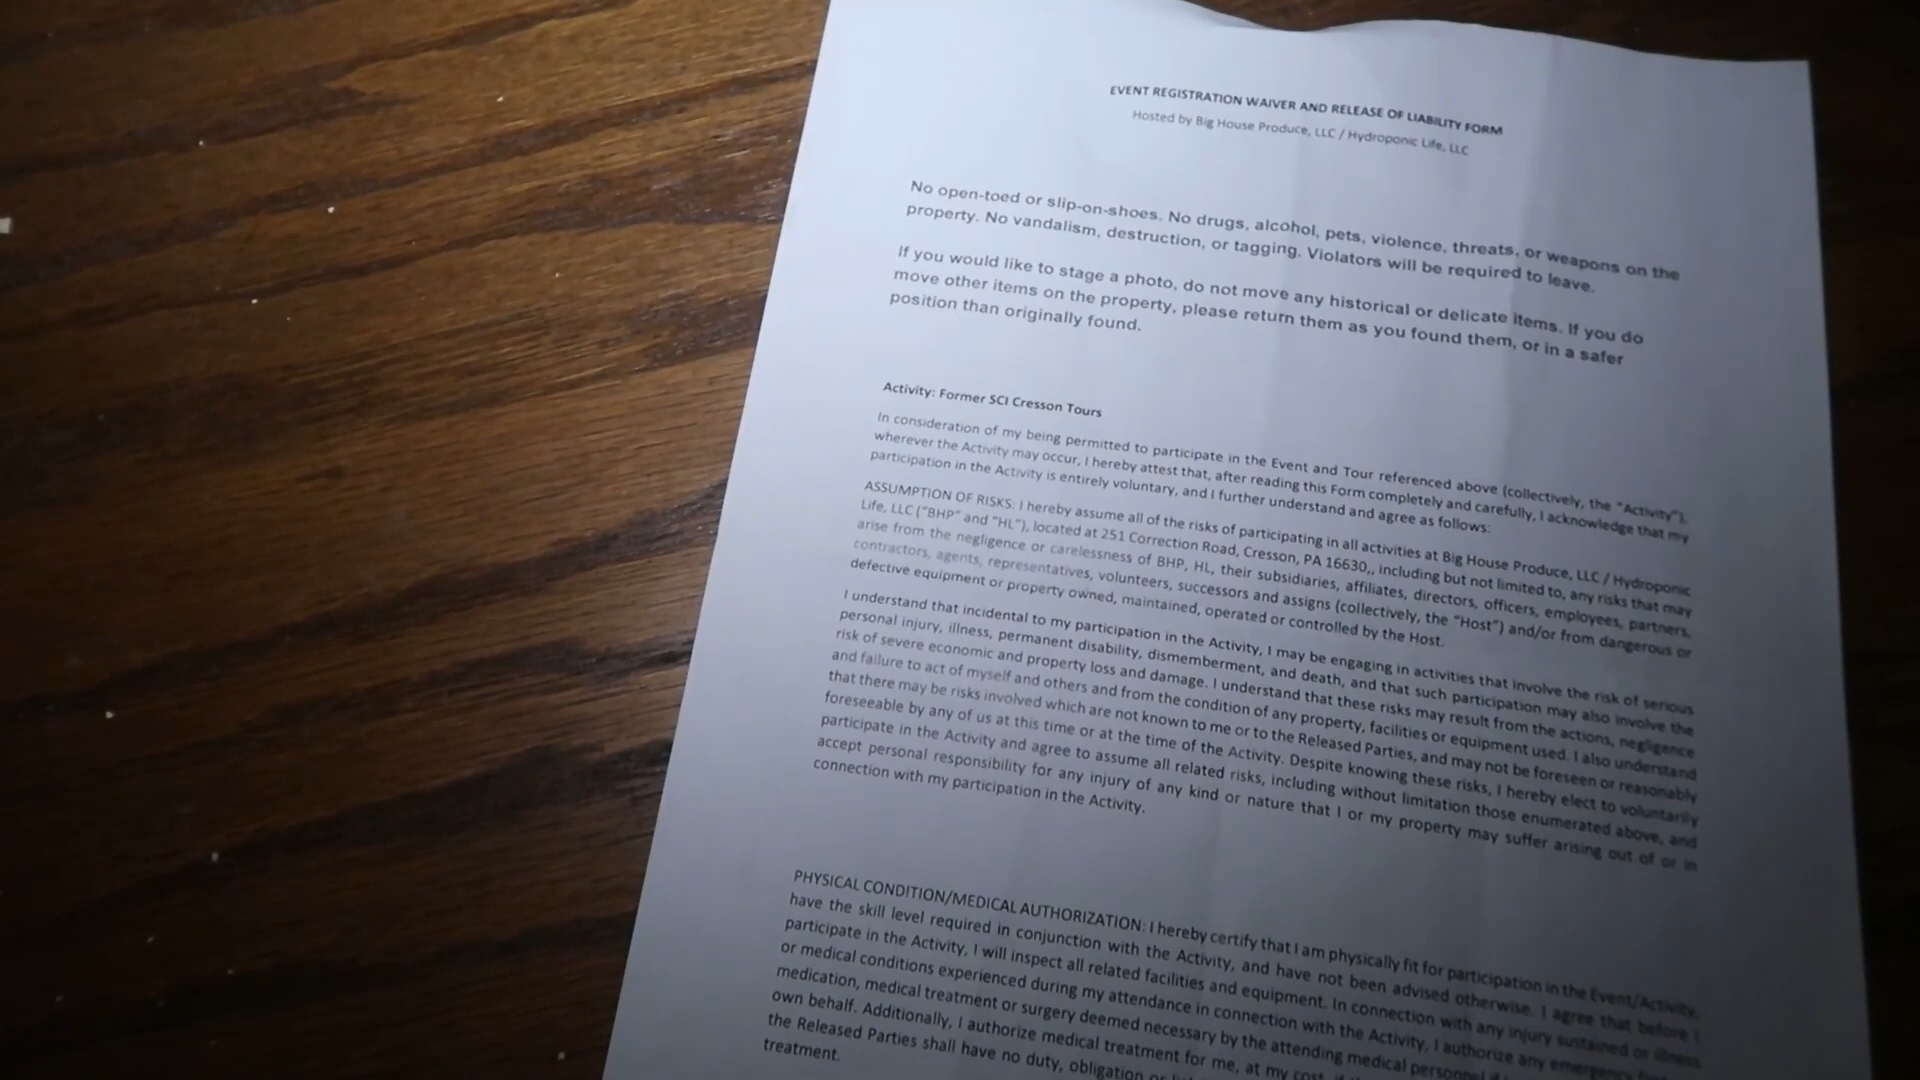 EVENT REGISTRATION WAIVER AND RELEASE OF LIABILITY FORM
Hosted by Big House Produce, LLC / Hydroponic Life, LLC
No open-toed or slip-on-shoes. No drugs, alcohol, pets, violence, threats, or weapons on the
property. No vandalism, destruction, or tagging. Violators will be required to leave.
If you would like to stage a photo, do not move any historical or delicate items. If you do
move other items on the property, please return them as you found them, or in a safer
position than originally found.
Activity: Former SCI Cresson Tours
In consideration of my being permitted to participate in the Event and Tour referenced above (collectively, the "Activity"),
wherever the Activity may occur, I hereby attest that, after reading this Form completely and carefully, I acknowledge that my
participation in the Activity is entirely voluntary, and I further understand and agree as follows:
ASSUMPTION OF RISKS: I hereby assume all of the risks of participating in all activities at Big House Produce, LLC / Hydroponic
Life, LLC ("BHP" and "HL"), located at 251 Correction Road, Cresson, PA 16630,, including but not limited to, any risks that may
arise from the negligence or carelessness of BHP, HL, their subsidiaries, affiliates, directors, officers, employees, partners,
contractors, agents, representatives, volunteers, successors and assigns (collectively, the "Host") and/or from dangerous or
defective equipment or property owned, maintained, operated or controlled by the Host.
I understand that incidental to my participation in the Activity, I may be engaging in activities that involve the risk of serious
personal injury, illness, permanent disability, dismemberment, and death, and that such participation may also involve the
risk of severe economic and property loss and damage. I understand that these risks may result from the actions, negligence
and failure to act of myself and others and from the condition of any property, facilities or equipment used. I also understand
that there may be risks involved which are not known to me or to the Released Parties, and may not be foreseen or reasonably
foreseeable by any of us at this time or at the time of the Activity. Despite knowing these risks, I hereby elect to voluntarily
participate in the Activity and agree to assume all related risks, including without limitation those enumerated above, and
accept personal responsibility for any injury of any kind or nature that I or my property may suffer arising out of or in
connection with my participation in the Activity.
PHYSICAL CONDITION/MEDICAL AUTHORIZATION: I hereby certify that I am physically fit for participation in the Event/Activity,
have the skill level required in conjunction with the Activity, and have not been advised otherwise. I agree that before I
participate in the Activity, I will inspect all related facilities and equipment. In connection with any injury sustained or illness
or medical conditions experienced during my attendance in connection with the Activity, I authorize any emergency
medication, medical treatment or surgery deemed necessary by the attending medical personnel
own behalf. Additionally, I authorize medical treatment for me, at my cost,
the Released Parties shall have no duty, obligation or
treatment.